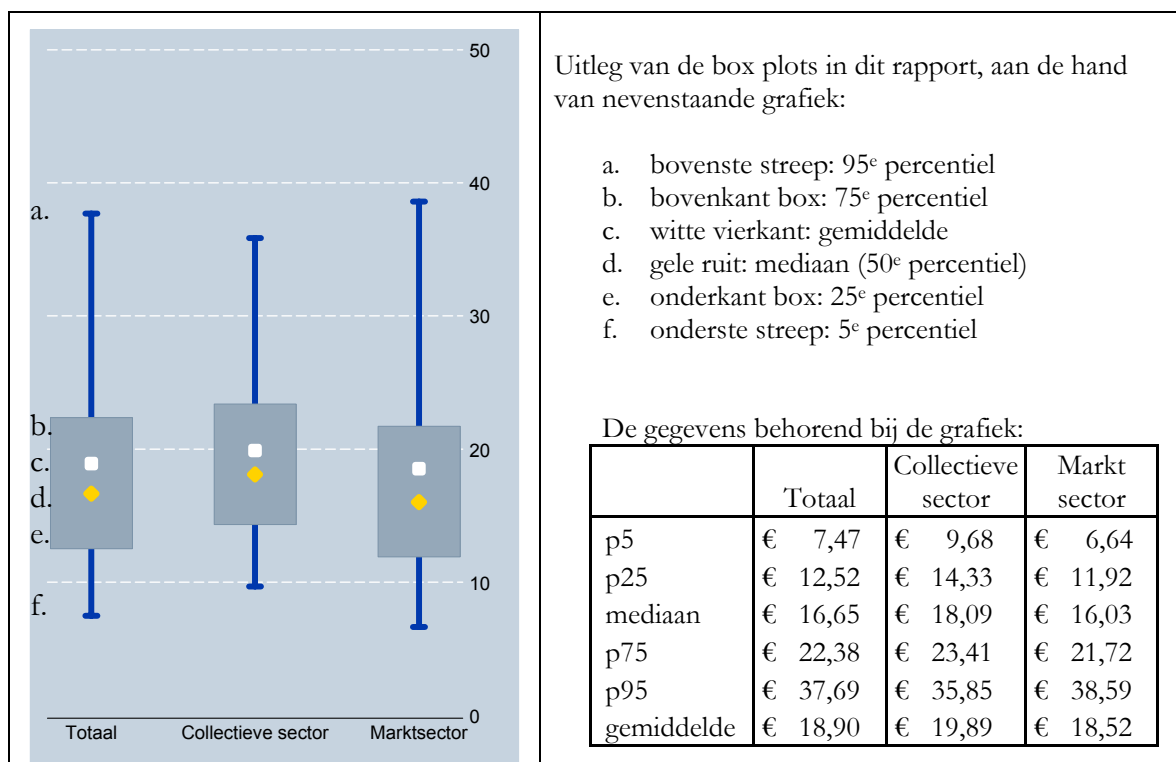 50
40
30
20
10
0
a.
b.
c.
d.
e.
f.
Totaal Collectieve sector Marktsector
Uitleg van de box plots in dit rapport, aan de hand
van nevenstaande grafiek:
a. bovenste streep: 95e percentiel
b. bovenkant box: 75e percentiel
c. witte vierkant: gemiddelde
d. gele ruit: mediaan (50e percentiel)
e. onderkant box: 25e percentiel
f. onderste streep: 5e percentiel
De gegevens behorend bij de grafiek:
Collectieve Markt
Totaal sector sector
p5 € 7,47 € 9,68 € 6,64
p25 € 12,52 € 14,33 € 11,92
mediaan € 16,65 € 18,09 € 16,03
p75 € 22,38 € 23,41 € 21,72
p95 € 37,69 € 35,85 € 38,59
gemiddelde € 18,90 € 19,89 € 18,52